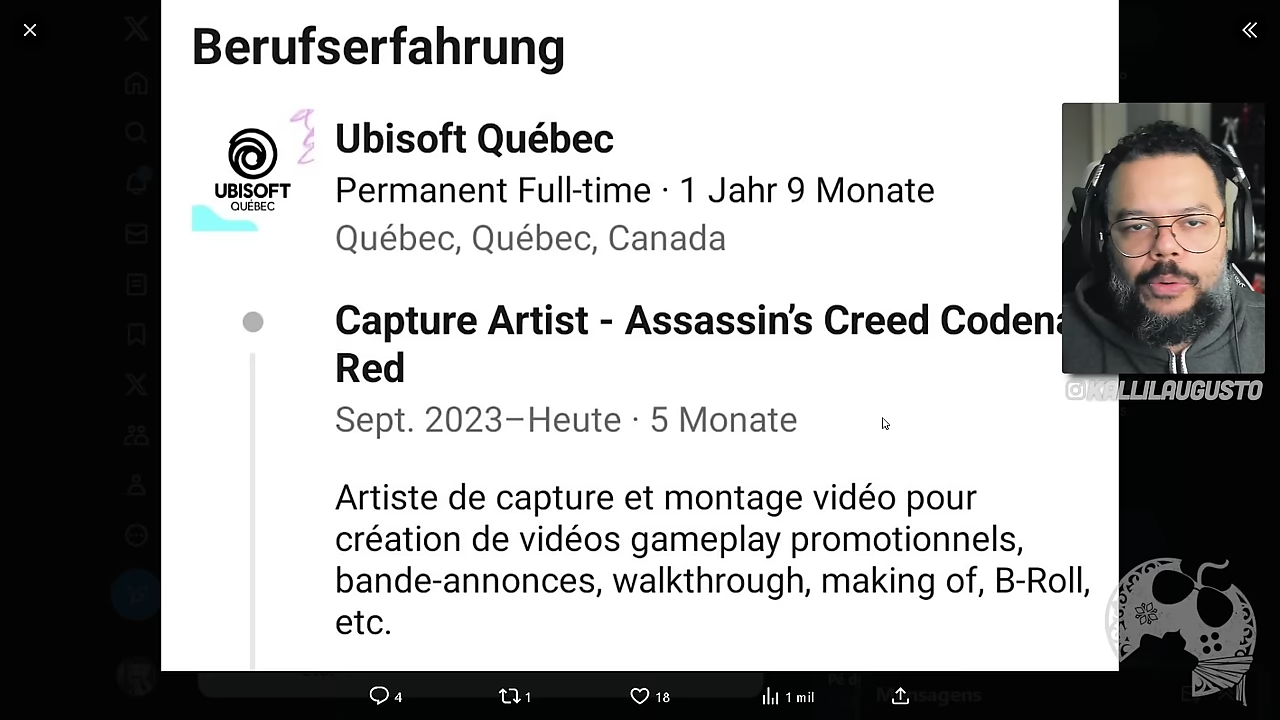 Berufserfahrung
UBISOFT
QUÉBEC
Ubisoft Québec
Permanent Full-time · 1 Jahr 9 Monate
Québec, Québec, Canada
Capture Artist - Assassin’s Creed
Red
Sept. 2023–Heute · 5 Monate
Artiste de capture et montage vidéo pour
création de vidéos gameplay promotionnels,
bande-annonces, walkthrough, making of, B-Roll,
etc.
@KALLILAUGUSTO
4
1
18
1 mil
Mensagens